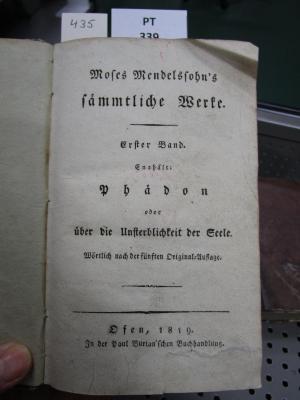 435
PT
339
Moses Mendelssohn's
sämmtliche Werke.
Erster Band.
Enthält:
Phädon
oder
über die Unsterblichkeit der Seele.
Wörtlich nach der fünften Original-Auflage.
Ofen, 1819.
In der Paul Burian'schen Buchhandlung.